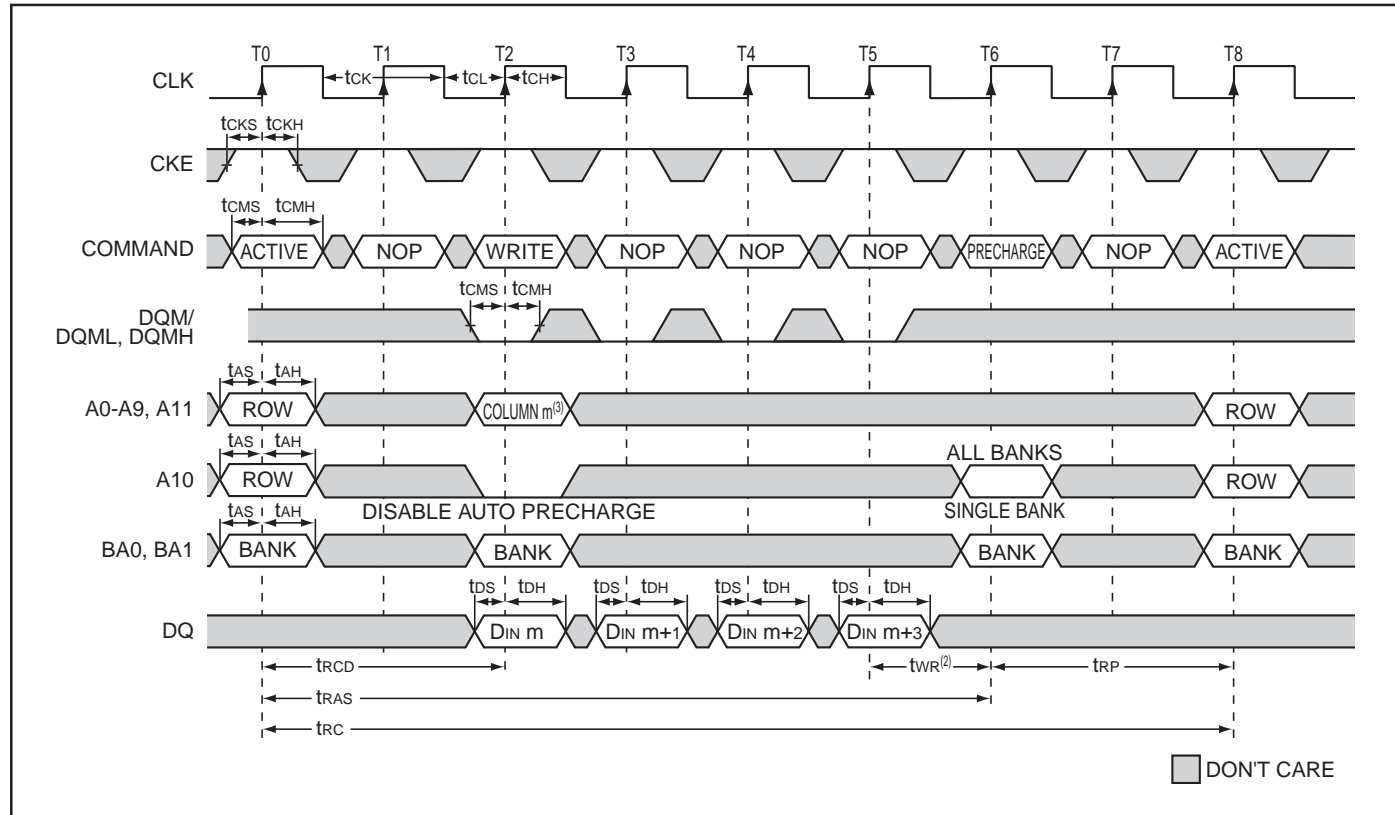 T0 T1 T2 T3 T4 T5 T6 T7 T8
CLK tCK tCL tCH
tCKS tCKH
CKE
tCMS tCMH
COMMAND ACTIVE NOP WRITE NOP NOP NOP PRECHARGE NOP ACTIVE
tCMS tCMH
DQM/
DQML, DQMH
tAS tAH
A0-A9, A11 ROW COLUMN m(3) ROW
tAS tAH ALL BANKS
A10 ROW ROW
tAS tAH DISABLE AUTO PRECHARGE SINGLE BANK
BA0, BA1 BANK BANK BANK BANK
tDS tDH tDS tDH tDS tDH tDS tDH
DQ DIN m DIN m+1 DIN m+2 DIN m+3
tRCD tWR(2) tRP
tRAS
tRC
DON'T CARE